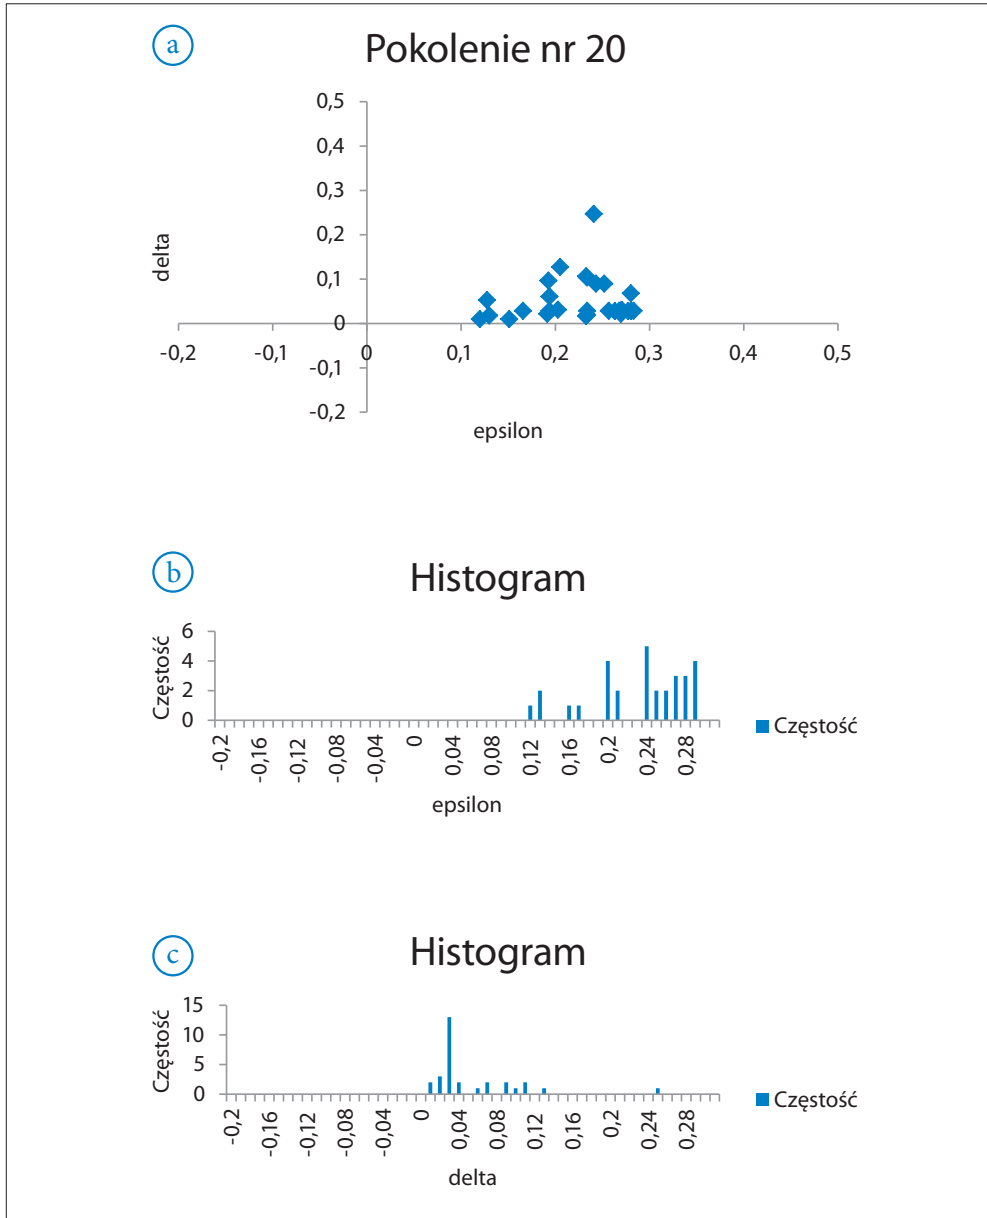 a
Pokolenie nr 20
0,5
0,4
0,3
0,2
0,1
0
-0,1
-0,2
delta
-0,2 -0,1 0 0,1 0,2 0,3 0,4 0,5
epsilon
b
Histogram
6
4
2
0
Częstość
-0,2 -0,16 -0,12 -0,08 -0,04 0 0,04 0,08 0,12 0,16 0,2 0,24 0,28
epsilon
Częstość
c
Histogram
15
10
5
0
Częstość
-0,2 -0,16 -0,12 -0,08 -0,04 0 0,04 0,08 0,12 0,16 0,2 0,24 0,28
delta
Częstość